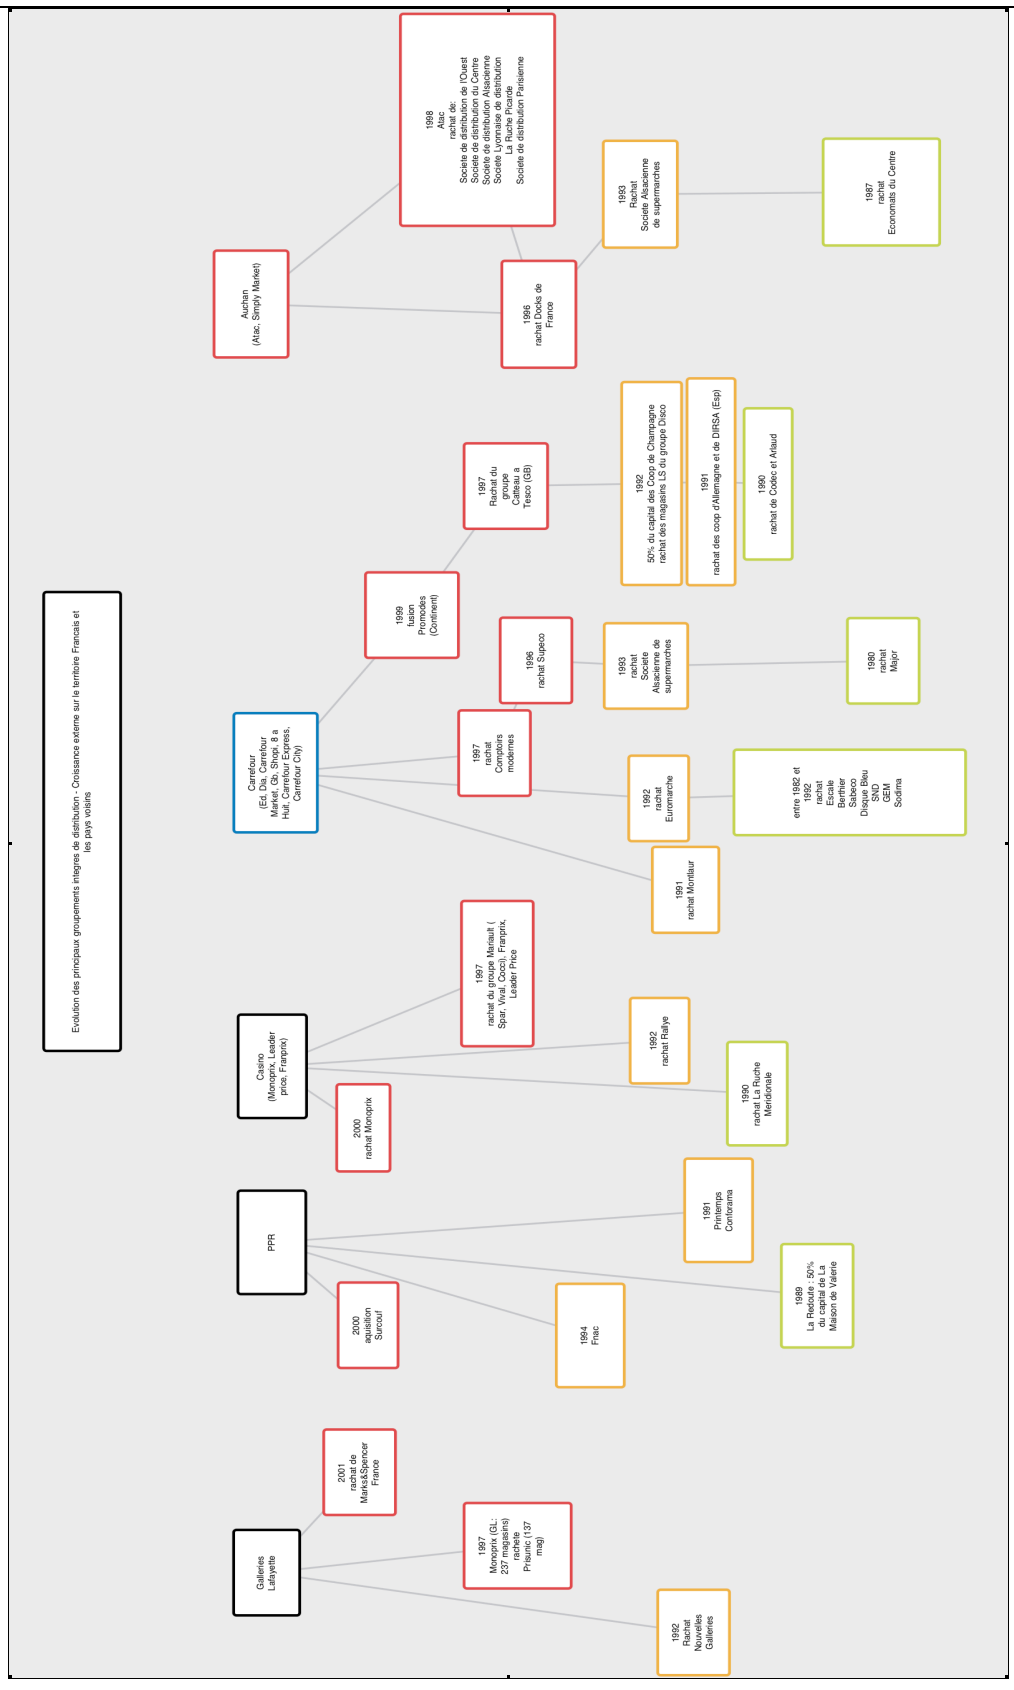 Evolution des principaux groupements integres de distribution - Croissance externe sur le territoire Francais et
les pays voisins
Galleries
Lafayette
2001
rachat de
Marks&Spencer
France
1997
Monoprix (GL:
237 magasins)
rachete
Prisunic (137
mag)
1992
Rachat
Nouvelles
Galleries
PPR
2000
aquisition
Surcouf
1994
Fnac
1991
Printemps
Conforama
1989
La Redoute : 50%
du capital de La
Maison de Valerie
Casino
(Monoprix, Leader
price, Franprix)
2000
rachat Monoprix
1997
rachat du groupe Mariault (
Spar, Vival, Cocci), Franprix,
Leader Price
1992
rachat Rallye
1990
rachat La Ruche
Meridionale
Carrefour
(Ed, Dia, Carrefour
Market, Gb, Shopi, 8 a
Huit, Carrefour Express,
Carrefour City)
1991
rachat Montlaur
1992
rachat
Euromarche
entre 1982 et
1992
rachat
Escale
Berthier
Sabeco
Disque Bleu
SND
GEM
Sodima
1997
rachat
Comptoirs
modernes
1996
rachat Supeco
1993
rachat
Societe
Alsacienne de
supermarches
1980
rachat
Major
1999
fusion
Promodes
(Continent)
1997
Rachat du
groupe
Catteau a
Tesco (GB)
1992
50% du capital des Coop de Champagne
rachat des magasins LS du groupe Disco
1991
rachat des coop d'Allemagne et de DIRSA (Esp)
1990
rachat de Codec et Arlaud
Auchan
(Atac, Simply Market)
1996
rachat Docks de
France
1998
Atac
rachat de:
Societe de distribution de l'Ouest
Societe de distribution du Centre
Societe de distribution Alsacienne
Societe Lyonnaise de distribution
La Ruche Picarde
Societe de distribution Parisienne
1993
Rachat
Societe Alsacienne
de supermarches
1987
rachat
Economats du Centre